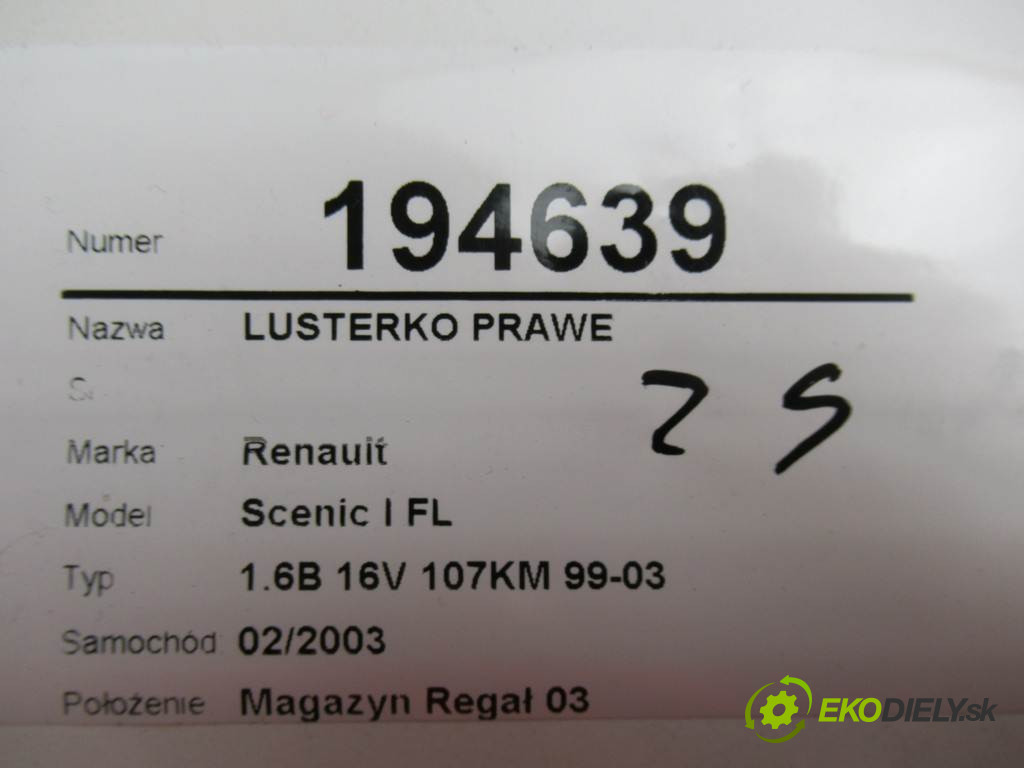 Numer 194639
Nazwa LUSTERKO PRAWE
Marka Renault
Model Scenic I FL
Typ 1.6B 16V 107KM 99-03
Samochód 02/2003
Położenie Magazyn Regał 03
EKODIELY.sk